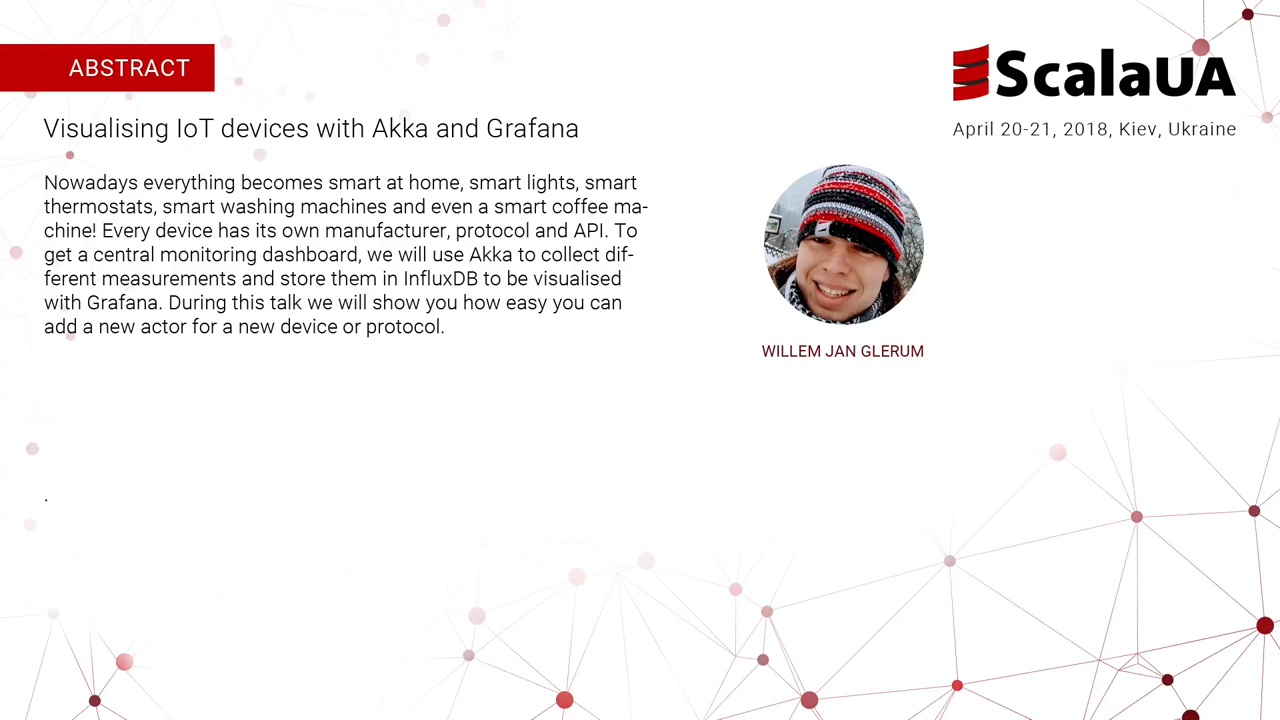 ABSTRACT
ScalaUA
April 20-21, 2018, Kiev, Ukraine
Visualising IoT devices with Akka and Grafana
Nowadays everything becomes smart at home, smart lights, smart
thermostats, smart washing machines and even a smart coffee ma-
chine! Every device has its own manufacturer, protocol and API. To
get a central monitoring dashboard, we will use Akka to collect dif-
ferent measurements and store them in InfluxDB to be visualised
with Grafana. During this talk we will show you how easy you can
add a new actor for a new device or protocol.
.
WILLEM JAN GLERUM